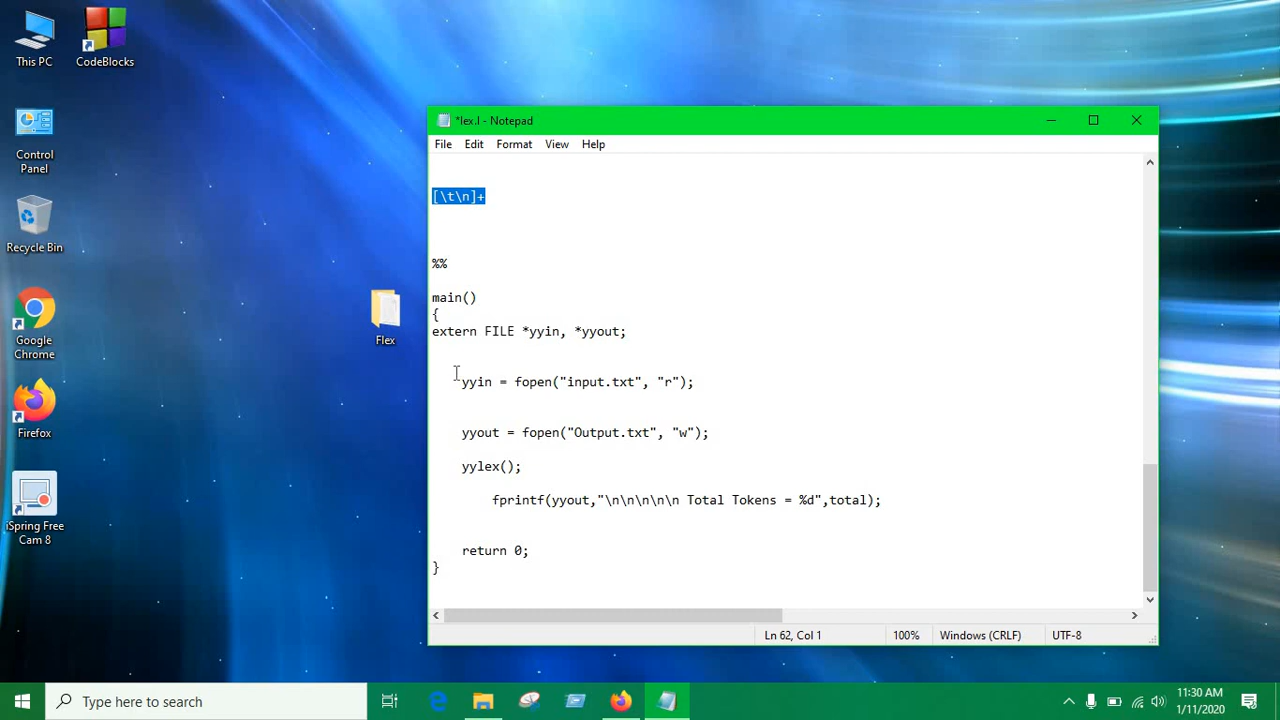 This PC
CodeBlocks
Control
Panel
Recycle Bin
Google
Chrome
Firefox
iSpring Free
Cam 8
Flex
*lex.l - Notepad
File Edit Format View Help
[\t\n]+
%%
main()
{
extern FILE *yyin, *yyout;
yyin = fopen("input.txt", "r");
yyout = fopen("Output.txt", "w");
yylex();
fprintf(yyout,"\n\n\n\n\n Total Tokens = %d",total);
return 0;
}
Ln 62, Col 1 100% Windows (CRLF) UTF-8
Type here to search
11:30 AM
1/11/2020